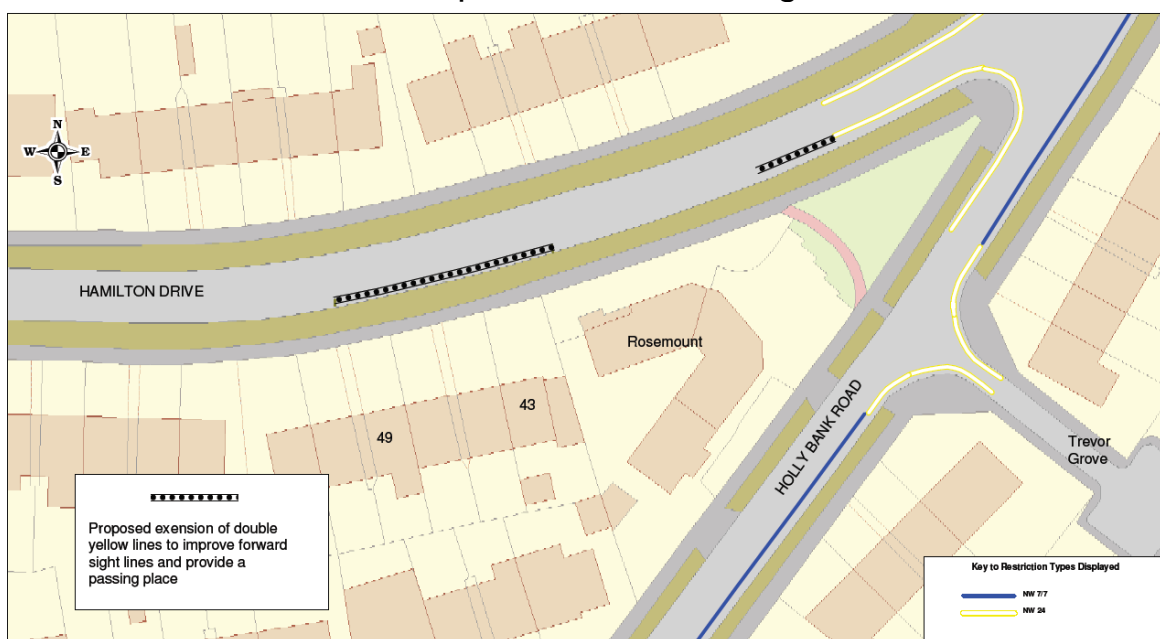 N
W E
S
HAMILTON DRIVE
Rosemount
43
49
HOLLY BANK ROAD
Trevor
Grove
Proposed exension of double
yellow lines to improve forward
sight lines and provide a
passing place
Key to Restriction Types Displayed
NW 7/7
NW 24